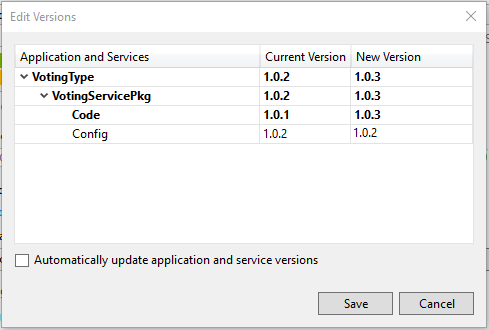 Edit Versions
Application and Services Current Version New Version
VotingType 1.0.2 1.0.3
VotingServicePkg 1.0.2 1.0.3
Code 1.0.1 1.0.3
Config 1.0.2 1.0.2
Automatically update application and service versions
Save Cancel